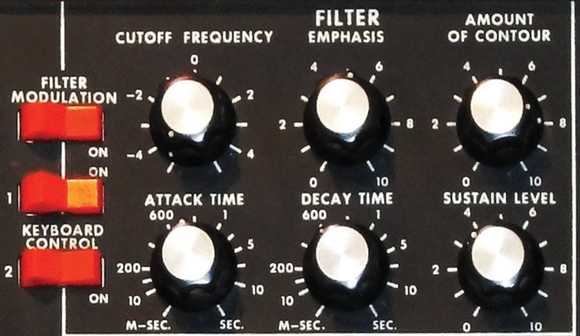 FILTER
CUTOFF FREQUENCY
EMPHASIS
AMOUNT
OF CONTOUR
0
-2 2
-4 4
4 6
2 8
0 10
4 6
2 8
0 10
FILTER
MODULATION
ON
ON
1
KEYBOARD
CONTROL
2
ON
ATTACK TIME
600 1
5
200
10 10
M-SEC. SEC.
DECAY TIME
600 1
5
200
10 10
M-SEC. SEC.
SUSTAIN LEVEL
4 6
2 8
0 10